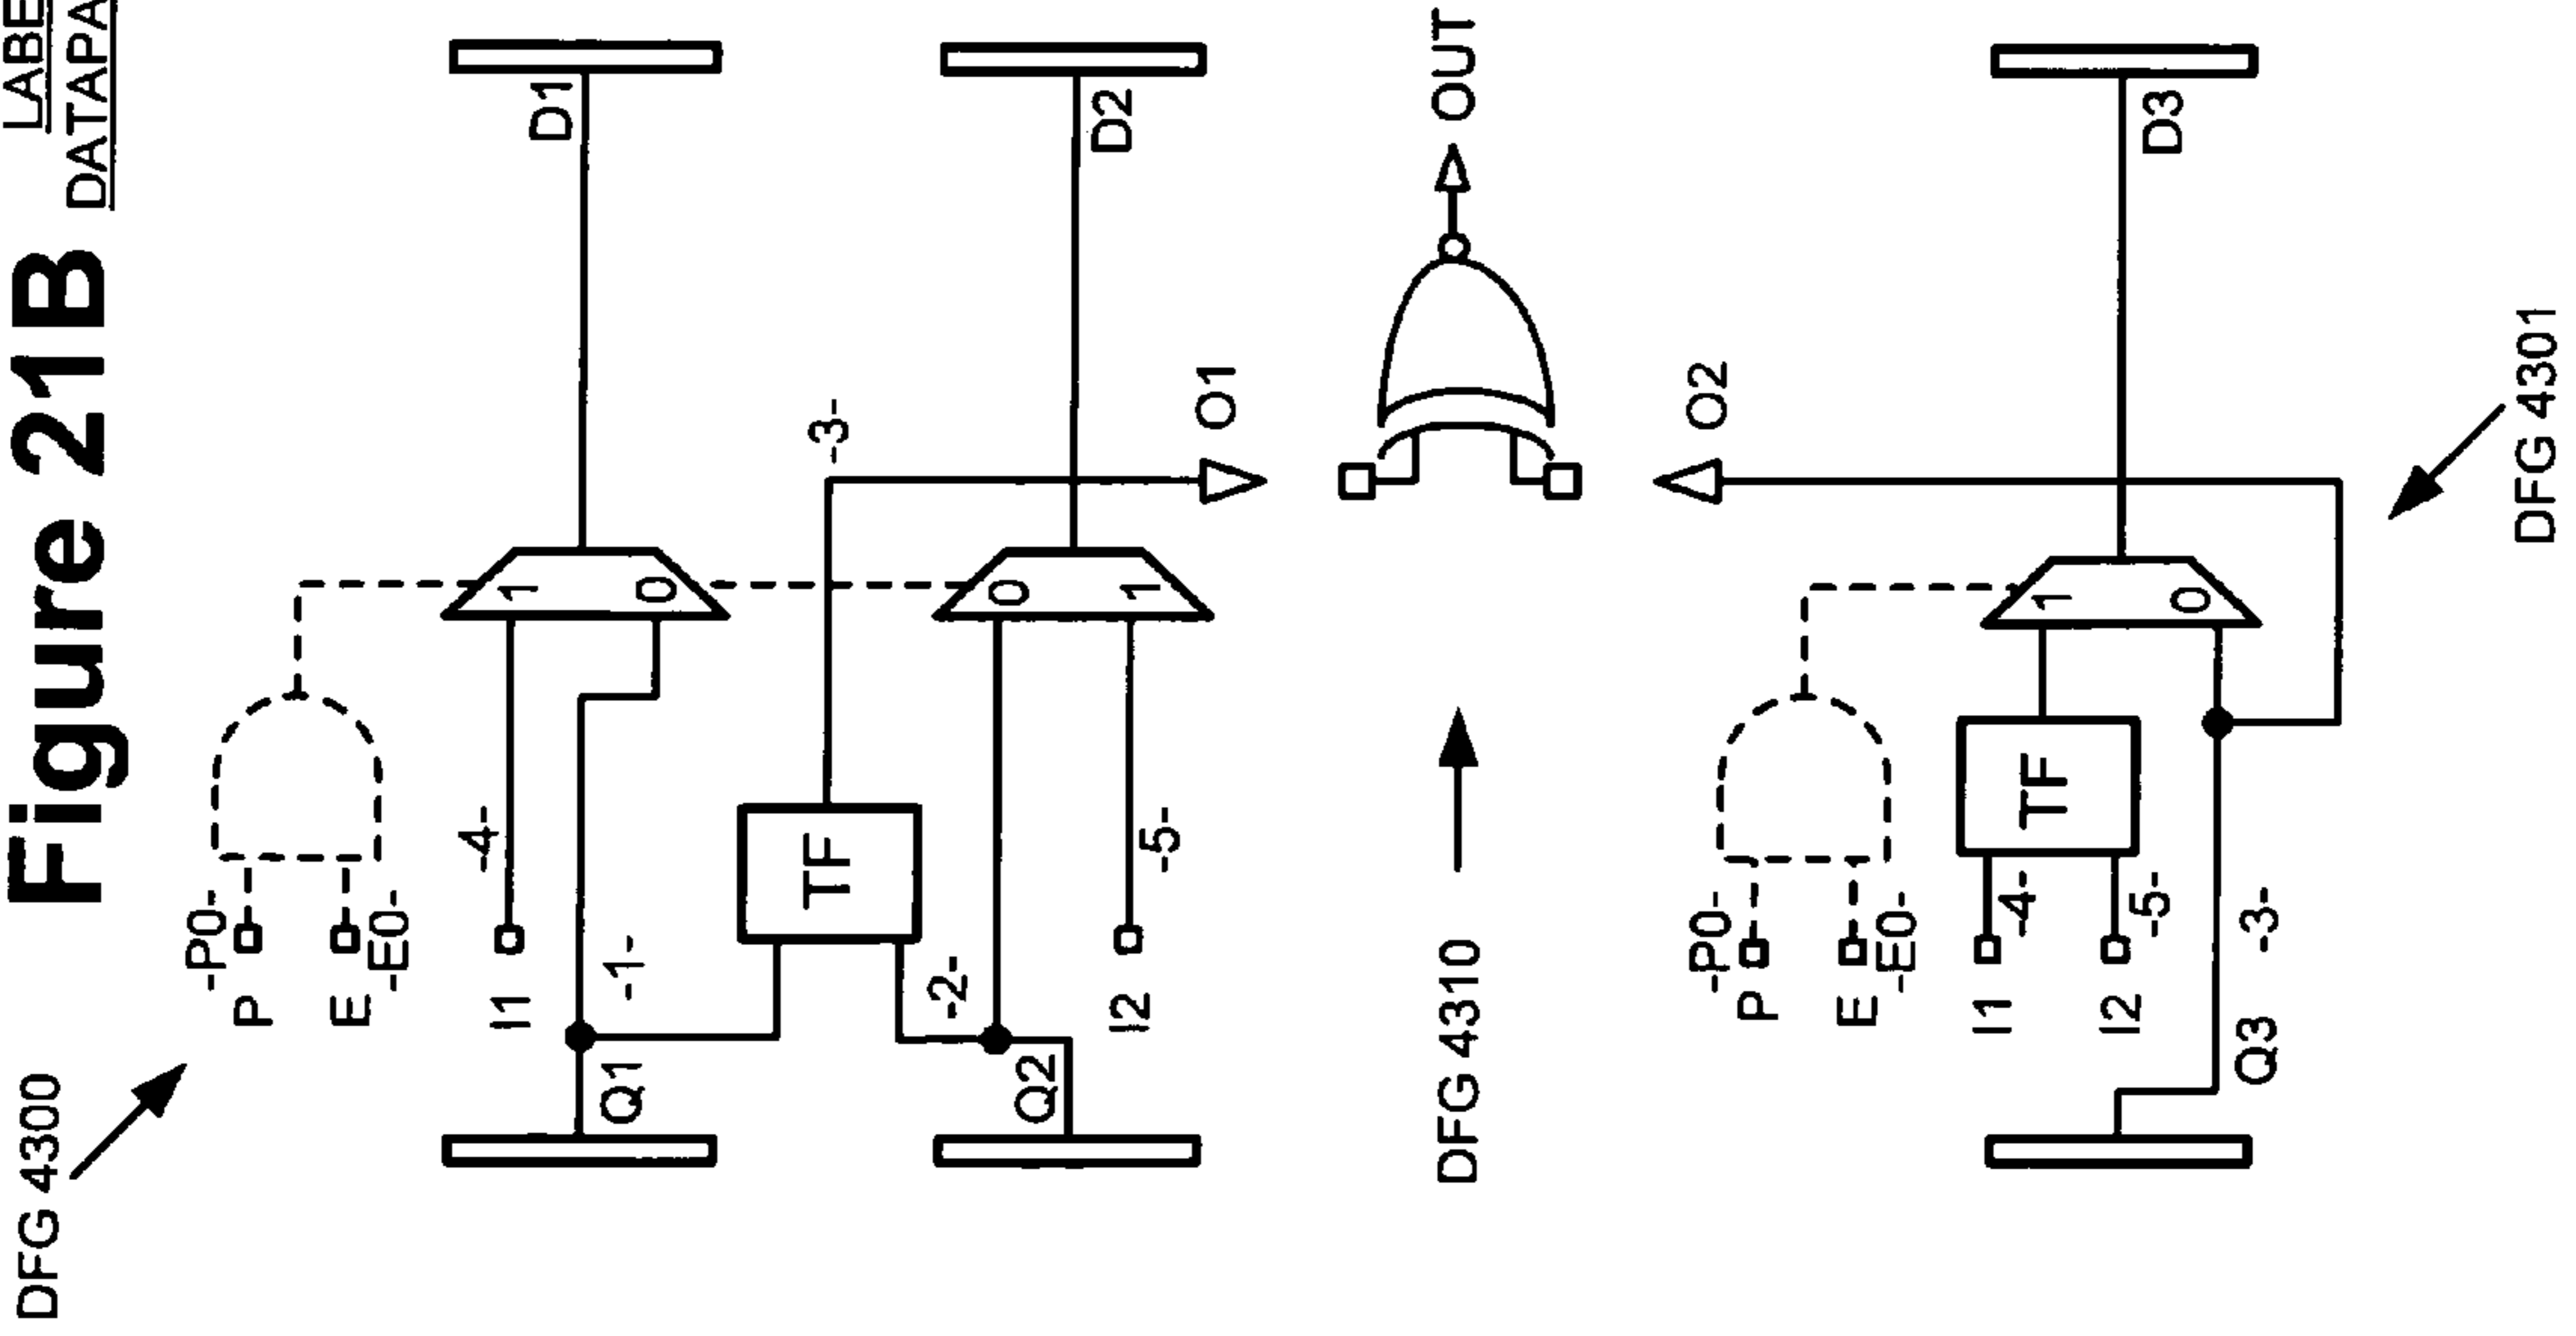 Figure 21B
LABE
DATAPA
DFG 4300
-P0-
P
E
-E0-
I1
-4-
1
0
D1
Q1
-1-
TF
-3-
-2-
Q2
0
1
D2
I2
-5-
O1
DFG 4310
OUT
O2
-P0-
P
E
-E0-
I1
-4-
I2
-5-
TF
1
0
D3
Q3
-3-
DFG 4301